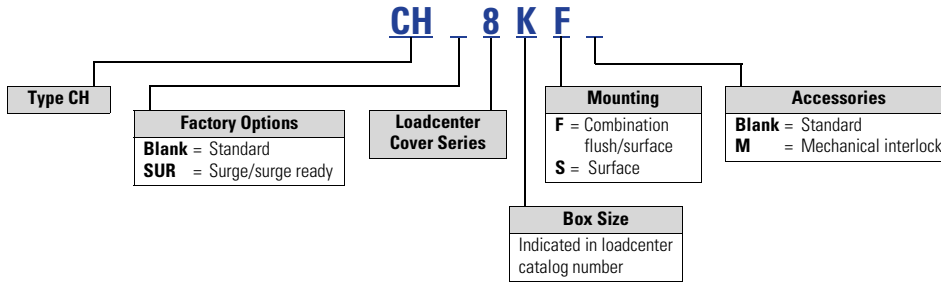 CH _ 8 K F _
Type CH
Factory Options
Blank = Standard
SUR = Surge/surge ready
Loadcenter
Cover Series
Mounting
F = Combination
flush/surface
S = Surface
Accessories
Blank = Standard
M = Mechanical interlock
Box Size
Indicated in loadcenter
catalog number